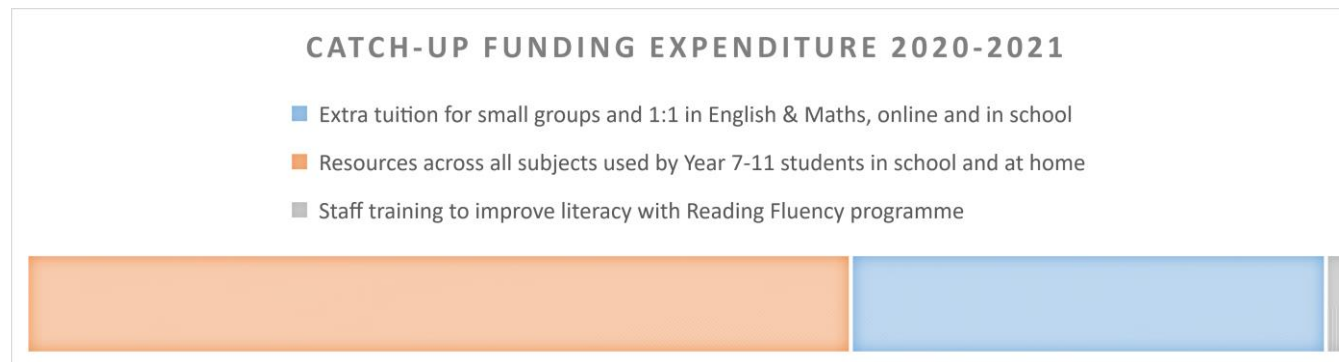 CATCH-UP FUNDING EXPENDITURE 2020-2021
Extra tuition for small groups and 1:1 in English & Maths, online and in school
Resources across all subjects used by Year 7-11 students in school and at home
Staff training to improve literacy with Reading Fluency programme